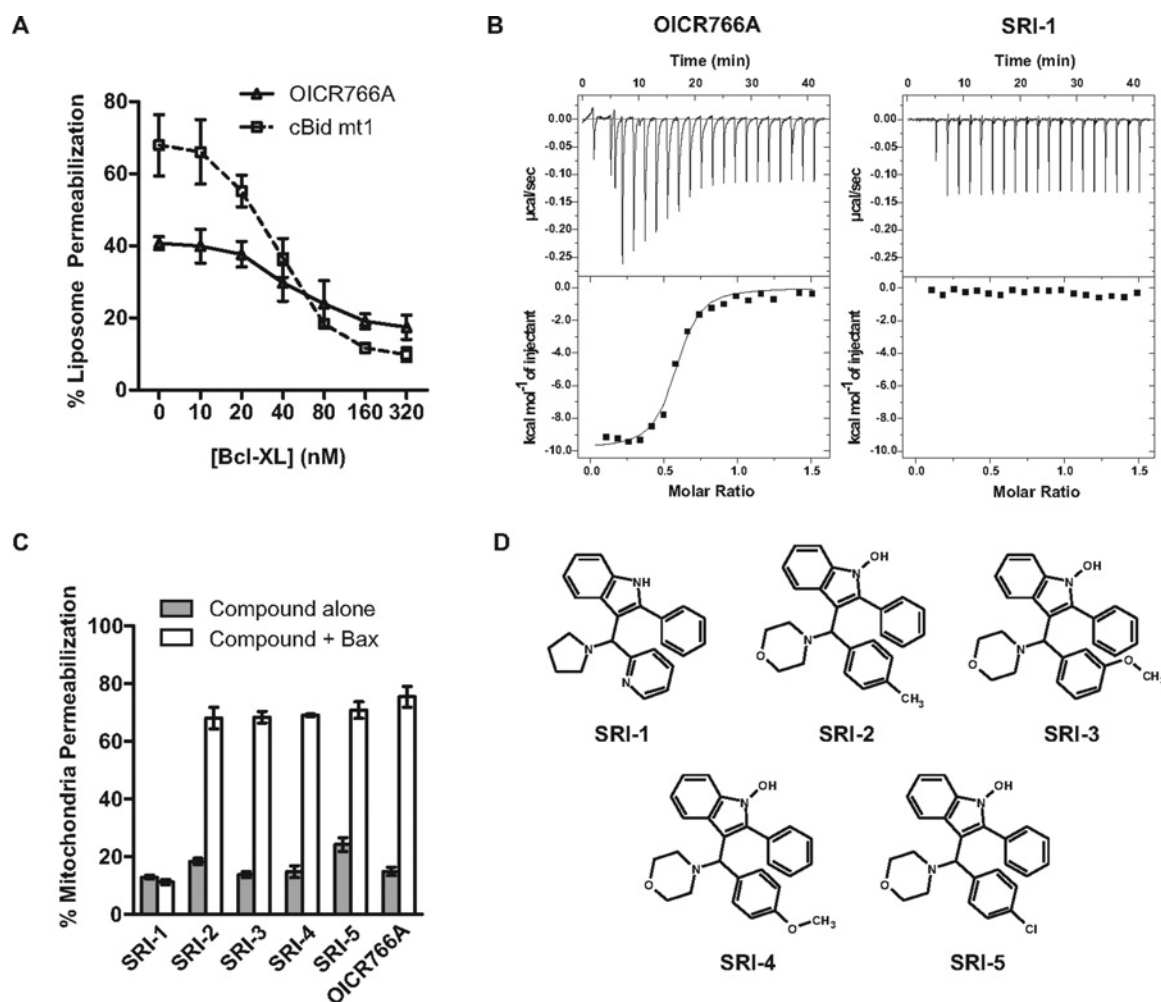 A
80
60
40
20
0
% Liposome Permeabilization
OICR766A
cBid mt1
0 10 20 40 80 160 320
[Bcl-XL] (nM)
B
OICR766A
Time (min)
0 10 20 30 40
0.00
-0.05
-0.10
-0.15
-0.20
-0.25
µcal/sec
0.0
-2.0
-4.0
-6.0
-8.0
-10.0
kcal mol⁻¹ of injectant
0.0 0.5 1.0 1.5
Molar Ratio
SRI-1
Time (min)
0 10 20 30 40
0.00
-0.05
-0.10
-0.15
-0.20
-0.25
µcal/sec
0.0
-2.0
-4.0
-6.0
-8.0
-10.0
kcal mol⁻¹ of injectant
0.0 0.5 1.0 1.5
Molar Ratio
C
Compound alone
Compound + Bax
100
80
60
40
20
0
% Mitochondria Permeabilization
SRI-1 SRI-2 SRI-3 SRI-4 SRI-5 OICR766A
D
NH
N
N
SRI-1
OH
N
N
O
CH₃
SRI-2
OH
N
N
O
O
CH₃
SRI-3
OH
N
N
O
O
CH₃
SRI-4
OH
N
N
O
Cl
SRI-5